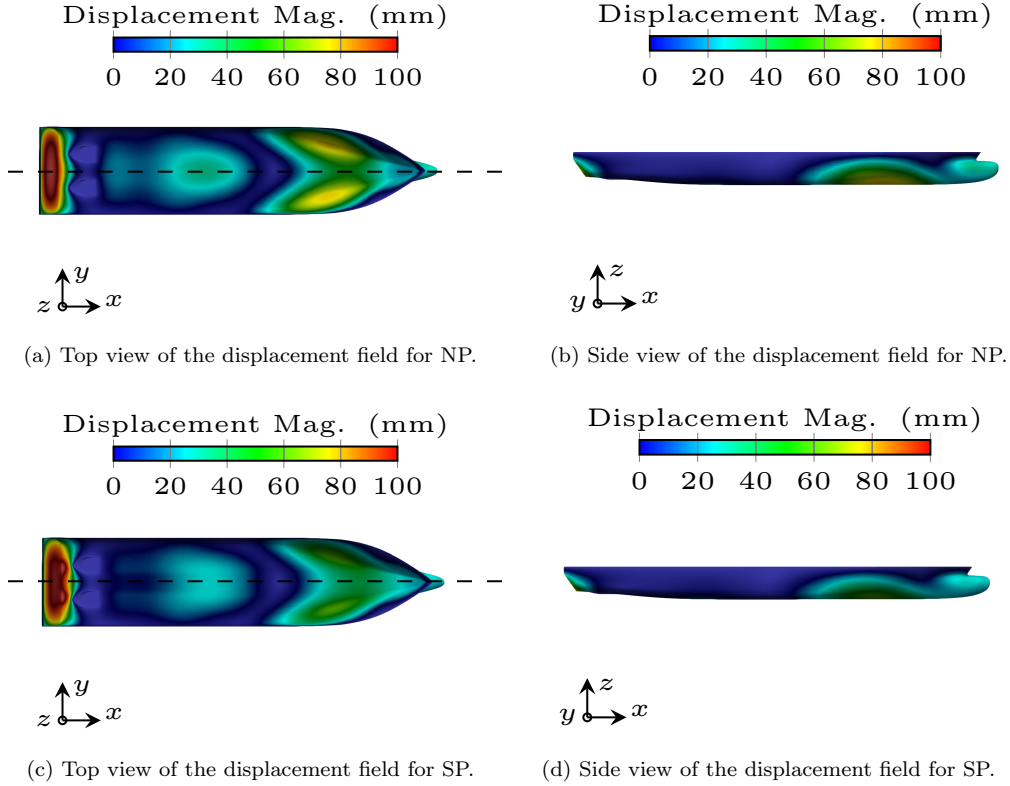 Displacement Mag. (mm)
0 20 40 60 80 100
y
z x
(a) Top view of the displacement field for NP.
Displacement Mag. (mm)
0 20 40 60 80 100
z
y x
(b) Side view of the displacement field for NP.
Displacement Mag. (mm)
0 20 40 60 80 100
y
z x
(c) Top view of the displacement field for SP.
Displacement Mag. (mm)
0 20 40 60 80 100
z
y x
(d) Side view of the displacement field for SP.